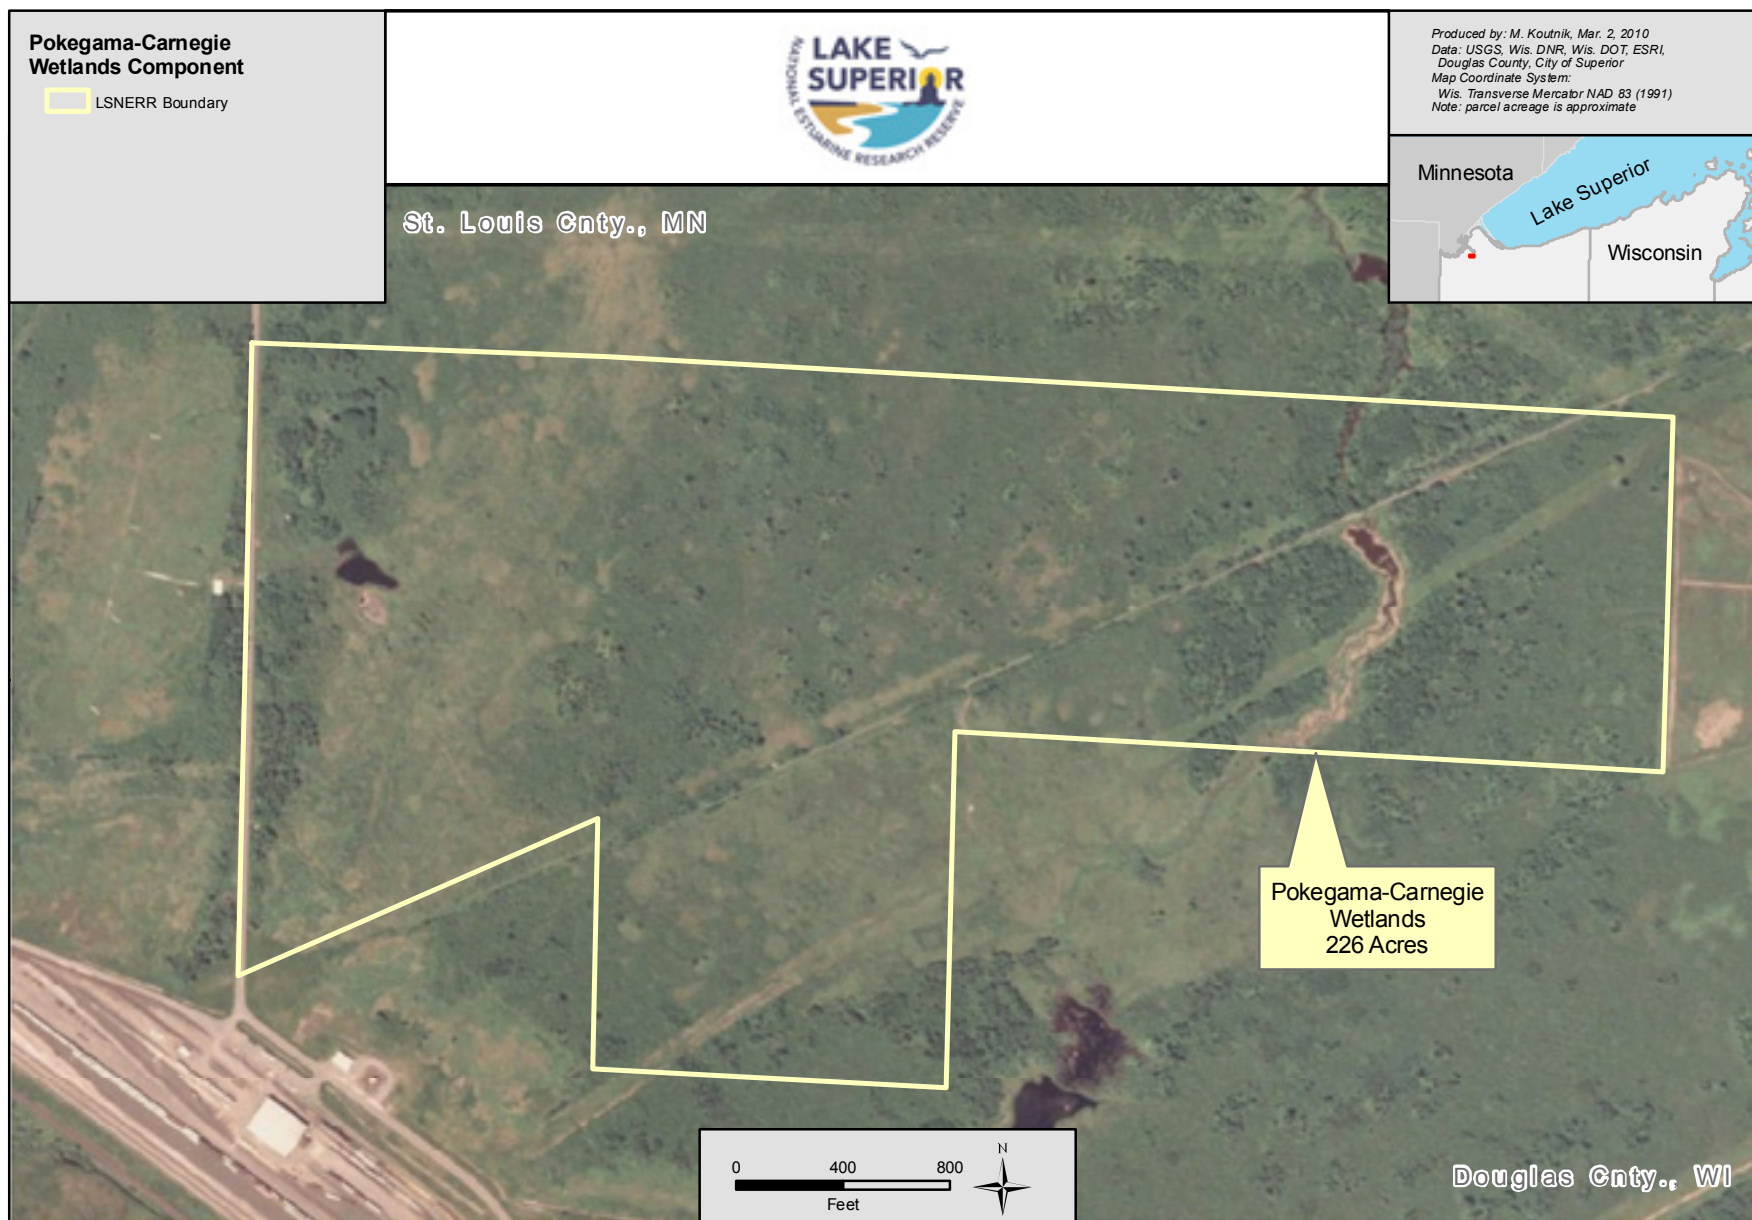 Pokegama-Carnegie
Wetlands Component
LSNERR Boundary
LAKE
SUPERIOR
NATIONAL ESTUARINE RESEARCH RESERVE
Produced by: M. Koutnik, Mar. 2, 2010
Data: USGS, Wis. DNR, Wis. DOT, ESRI,
Douglas County, City of Superior
Map Coordinate System:
Wis. Transverse Mercator NAD 83 (1991)
Note: parcel acreage is approximate
Minnesota
Lake Superior
Wisconsin
St. Louis Cnty., MN
Pokegama-Carnegie
Wetlands
226 Acres
0 400 800
Feet
N
Douglas Cnty., WI